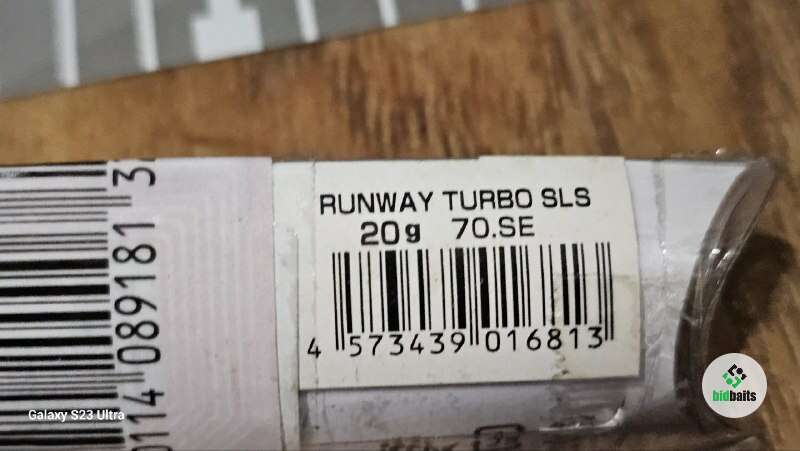 RUNWAY TURBO SLS
20g 70.SE
4 573439 016813
0114 089181 3
Galaxy S23 Ultra
bidbaits